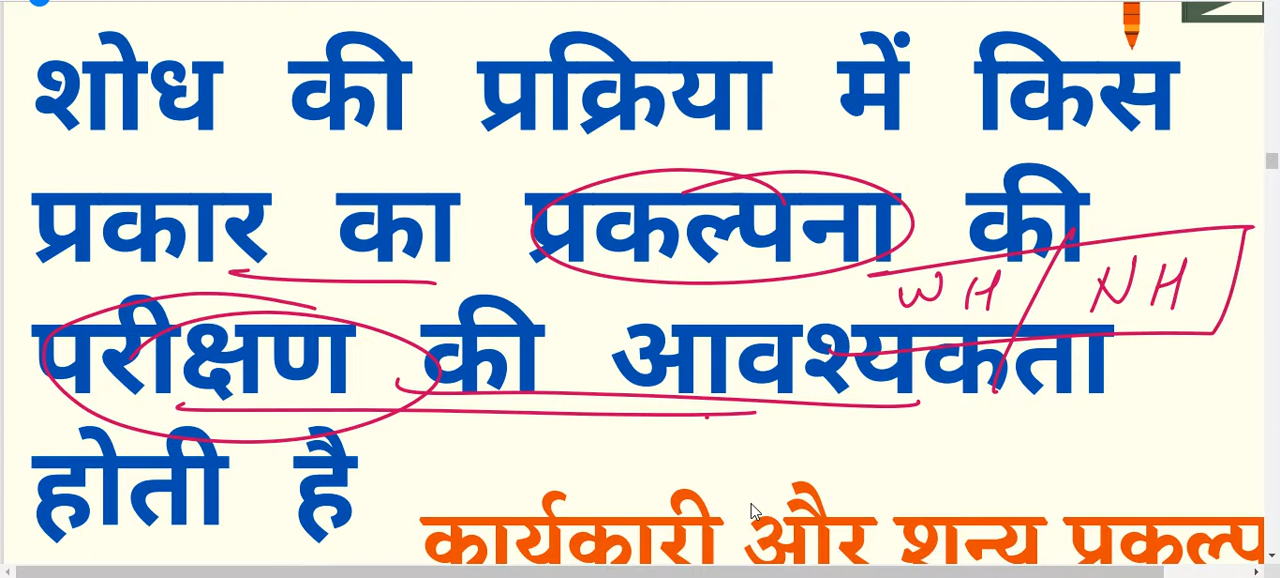 शोध की प्रक्रिया में किस
प्रकार का प्रकल्पना की
WH / NH
परीक्षण की आवश्यकता
होती है
कार्यकारी और शून्य प्रकल्प